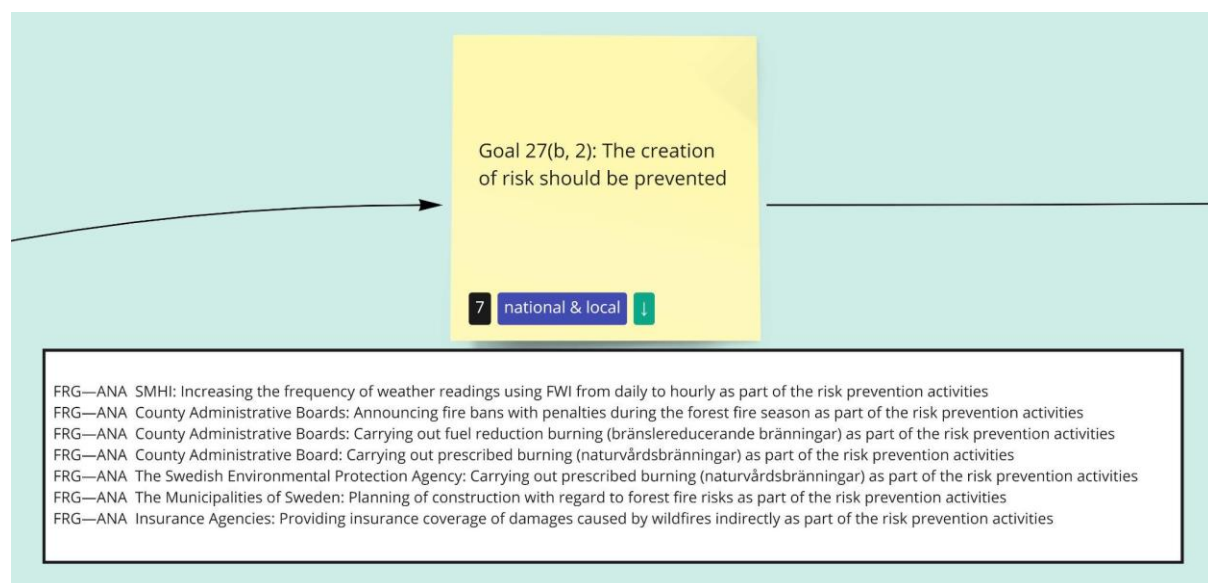 Goal 27(b, 2): The creation
of risk should be prevented
7 national & local ↓
FRG—ANA SMHI: Increasing the frequency of weather readings using FWI from daily to hourly as part of the risk prevention activities
FRG—ANA County Administrative Boards: Announcing fire bans with penalties during the forest fire season as part of the risk prevention activities
FRG—ANA County Administrative Boards: Carrying out fuel reduction burning (bränslereducerande bränningar) as part of the risk prevention activities
FRG—ANA County Administrative Board: Carrying out prescribed burning (naturvårdsbränningar) as part of the risk prevention activities
FRG—ANA The Swedish Environmental Protection Agency: Carrying out prescribed burning (naturvårdsbränningar) as part of the risk prevention activities
FRG—ANA The Municipalities of Sweden: Planning of construction with regard to forest fire risks as part of the risk prevention activities
FRG—ANA Insurance Agencies: Providing insurance coverage of damages caused by wildfires indirectly as part of the risk prevention activities